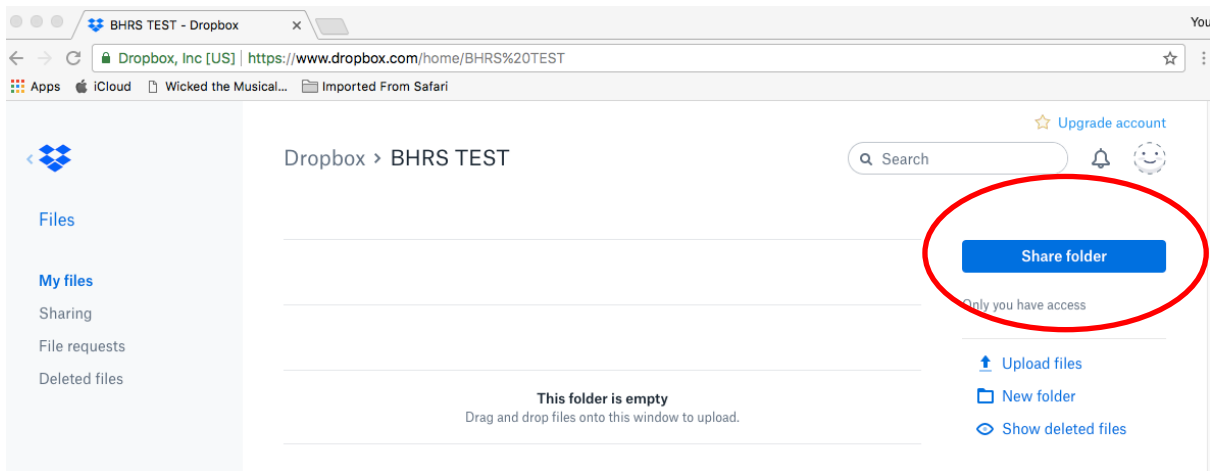 BHRS TEST - Dropbox
You
Dropbox, Inc [US] | https://www.dropbox.com/home/BHRS%20TEST
Apps iCloud Wicked the Musical... Imported From Safari
Upgrade account
Dropbox › BHRS TEST
Search
Files
Share folder
My files
Only you have access
Sharing
File requests
Upload files
Deleted files
This folder is empty
New folder
Drag and drop files onto this window to upload.
Show deleted files